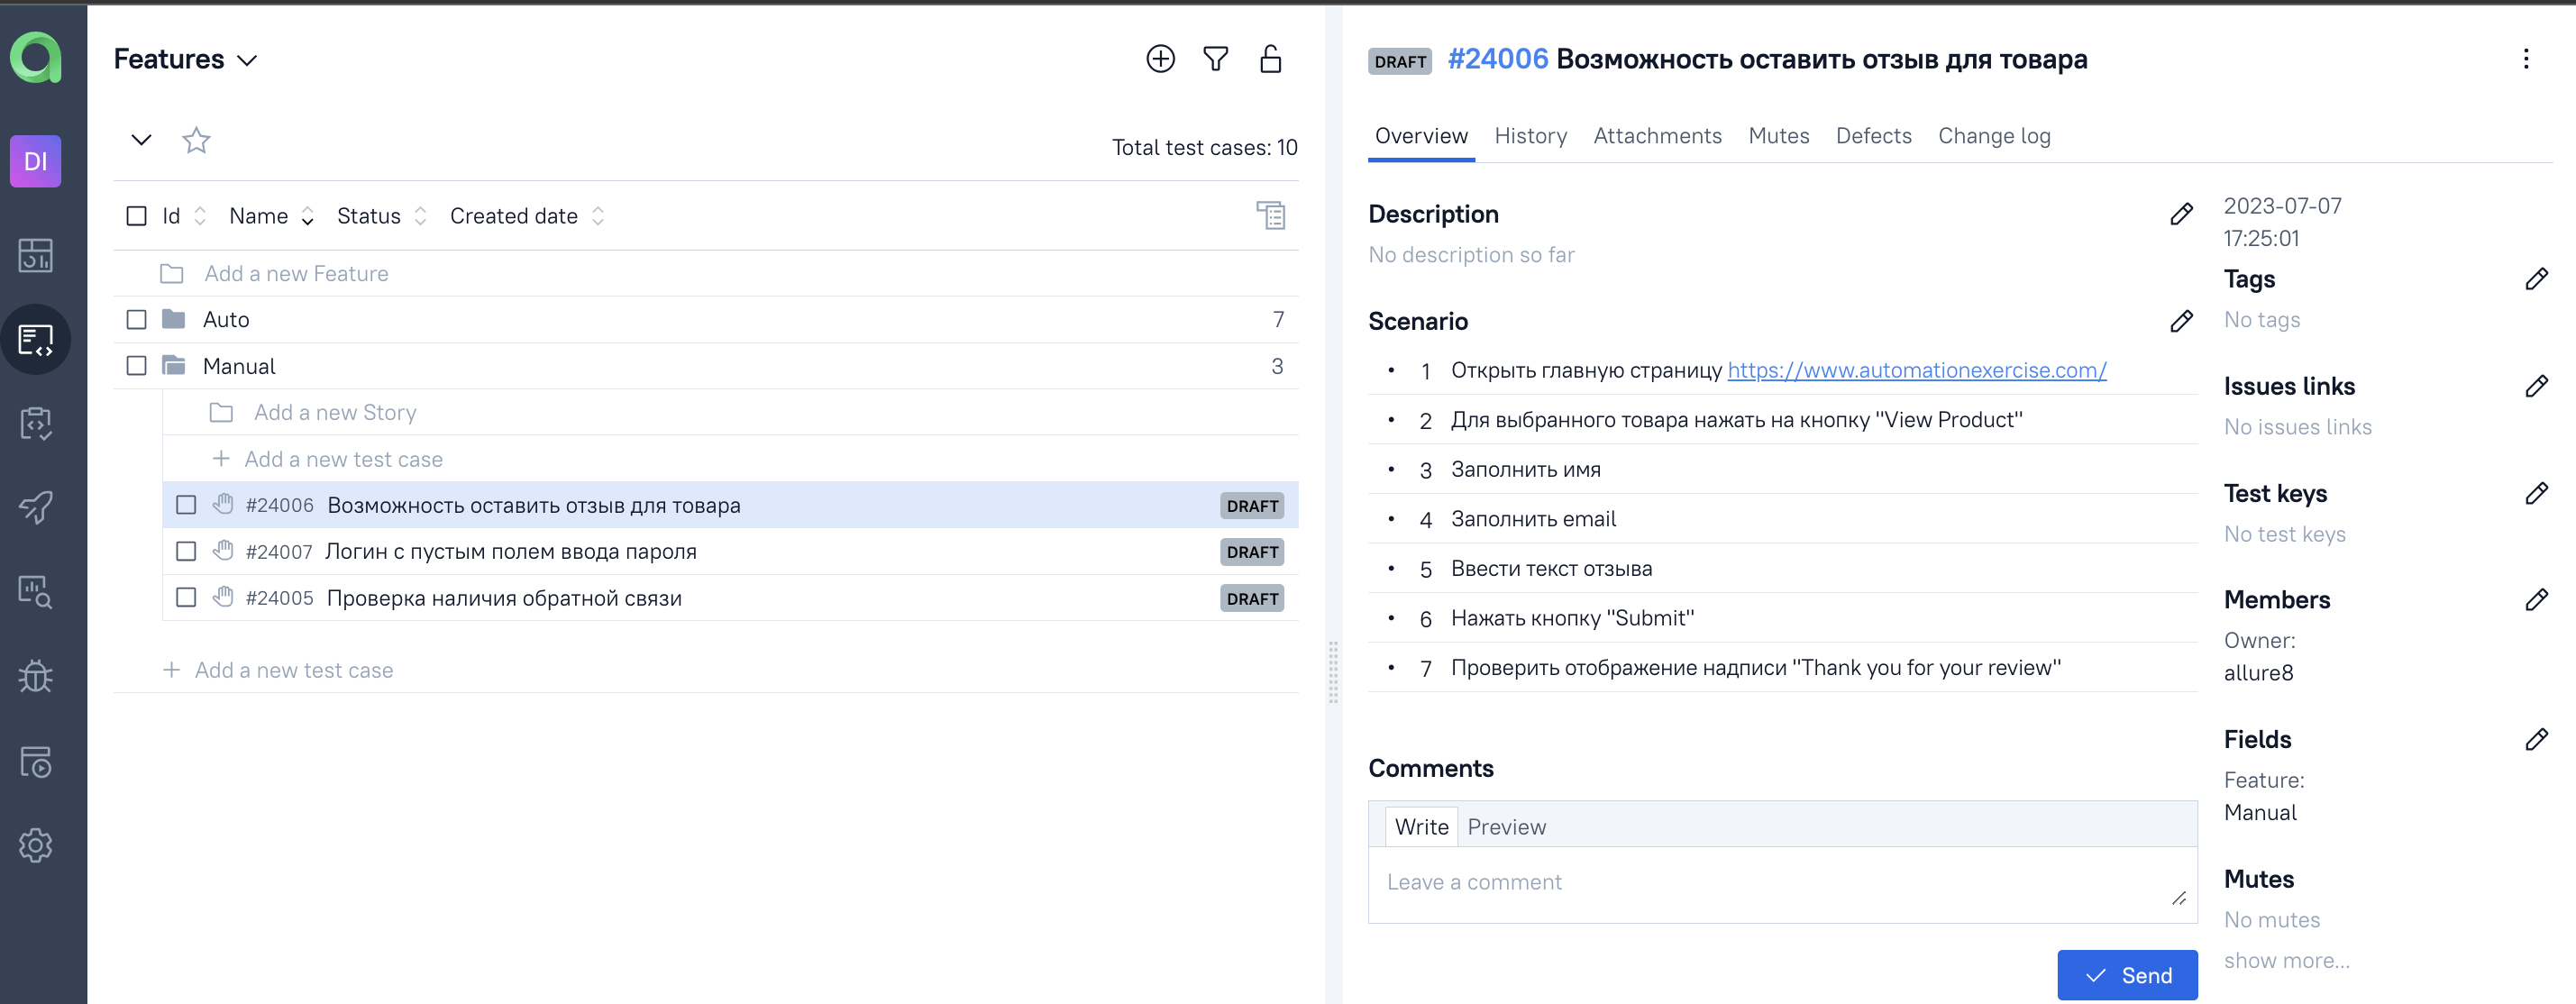 DI
Features
Total test cases: 10
Id Name Status Created date
Add a new Feature
Auto 7
Manual 3
Add a new Story
Add a new test case
#24006 Возможность оставить отзыв для товара DRAFT
#24007 Логин с пустым полем ввода пароля DRAFT
#24005 Проверка наличия обратной связи DRAFT
Add a new test case
DRAFT #24006 Возможность оставить отзыв для товара
Overview History Attachments Mutes Defects Change log
Description
No description so far
Scenario
• 1 Открыть главную страницу https://www.automationexercise.com/
• 2 Для выбранного товара нажать на кнопку "View Product"
• 3 Заполнить имя
• 4 Заполнить email
• 5 Ввести текст отзыва
• 6 Нажать кнопку "Submit"
• 7 Проверить отображение надписи "Thank you for your review"
Comments
Write Preview
Leave a comment
Send
2023-07-07
17:25:01
Tags
No tags
Issues links
No issues links
Test keys
No test keys
Members
Owner:
allure8
Fields
Feature:
Manual
Mutes
No mutes
show more...